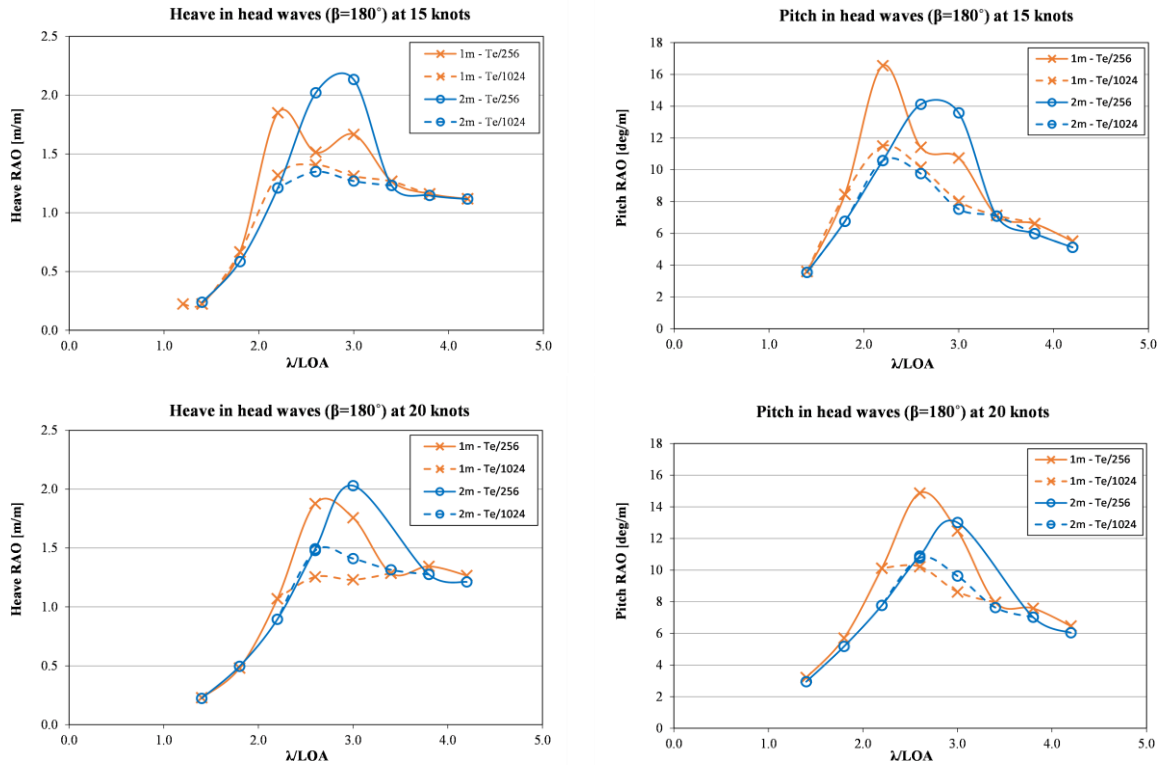 Heave in head waves (β=180˚) at 15 knots
Heave RAO [m/m]
2.5
2.0
1.5
1.0
0.5
0.0
0.0 1.0 2.0 3.0 4.0 5.0
λ/LOA
1m - Te/256
1m - Te/1024
2m - Te/256
2m - Te/1024
Pitch in head waves (β=180˚) at 15 knots
Pitch RAO [deg/m]
18
16
14
12
10
8
6
4
2
0
0.0 1.0 2.0 3.0 4.0 5.0
λ/LOA
1m - Te/256
1m - Te/1024
2m - Te/256
2m - Te/1024
Heave in head waves (β=180˚) at 20 knots
Heave RAO [m/m]
2.5
2.0
1.5
1.0
0.5
0.0
0.0 1.0 2.0 3.0 4.0 5.0
λ/LOA
1m - Te/256
1m - Te/1024
2m - Te/256
2m - Te/1024
Pitch in head waves (β=180˚) at 20 knots
Pitch RAO [deg/m]
18
16
14
12
10
8
6
4
2
0
0.0 1.0 2.0 3.0 4.0 5.0
λ/LOA
1m - Te/256
1m - Te/1024
2m - Te/256
2m - Te/1024